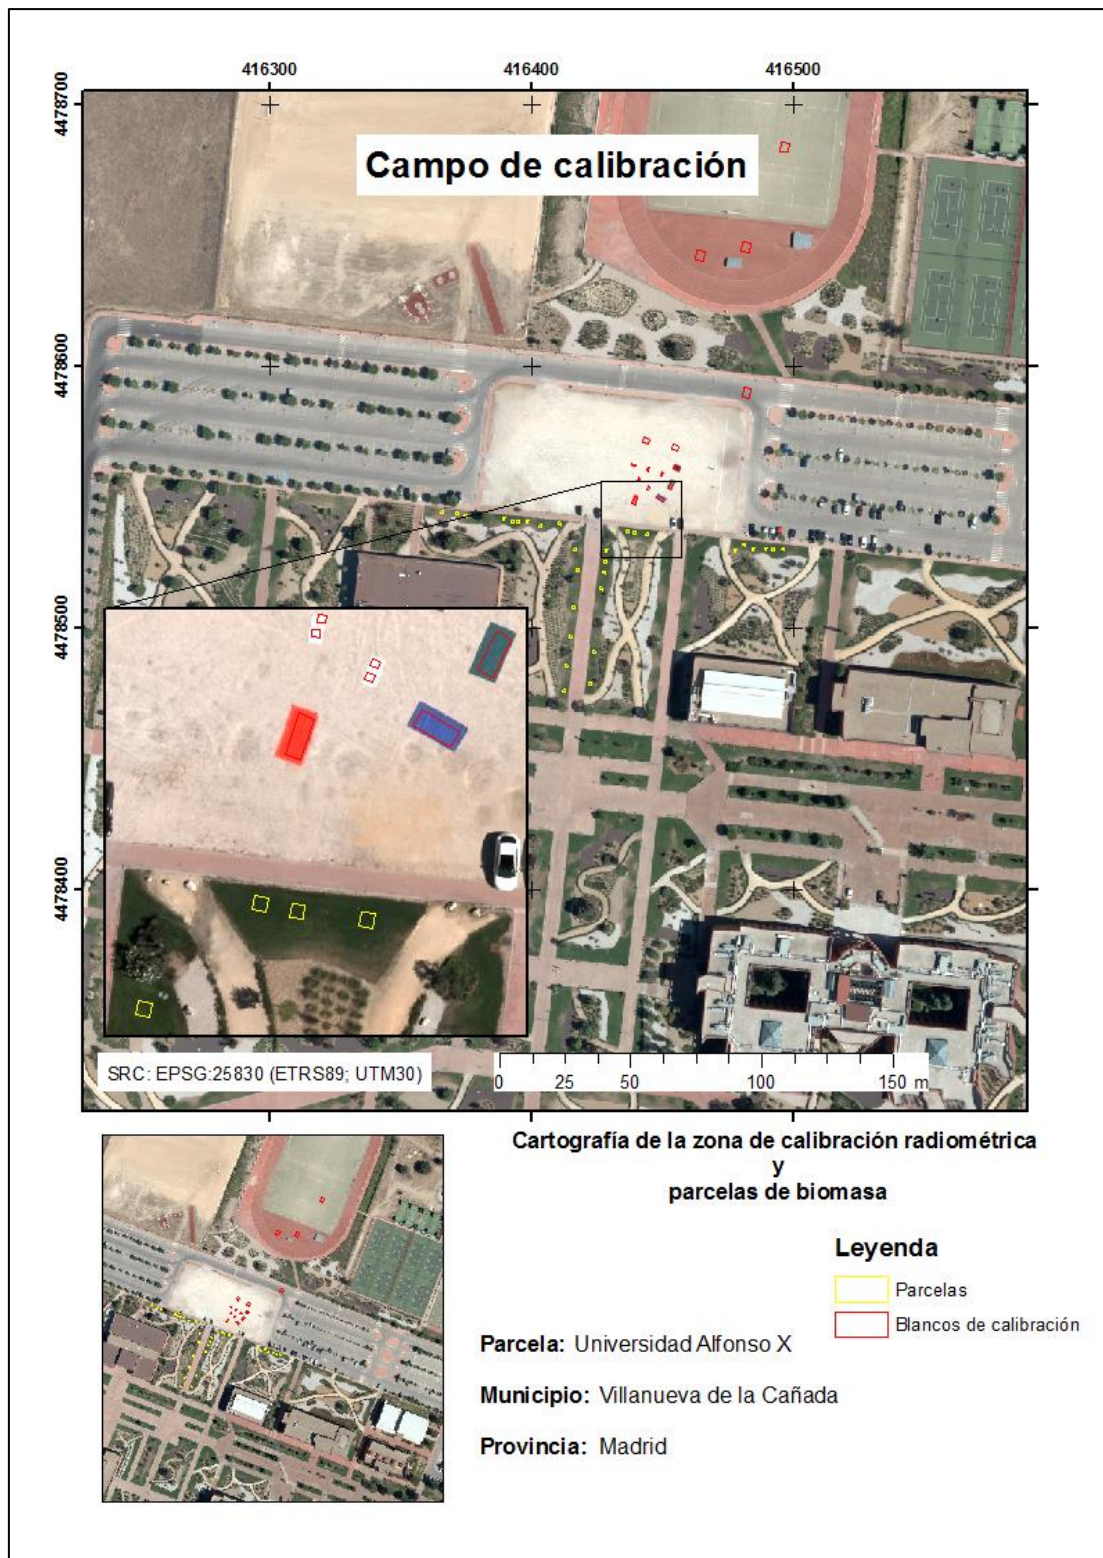 416300 416400 416500
4478700
Campo de calibración
4478600
4478500
4478400
SRC: EPSG:25830 (ETRS89; UTM30)
0 25 50 100 150 m
Cartografía de la zona de calibración radiométrica
y
parcelas de biomasa
Leyenda
Parcelas
Blancos de calibración
Parcela: Universidad Alfonso X
Municipio: Villanueva de la Cañada
Provincia: Madrid